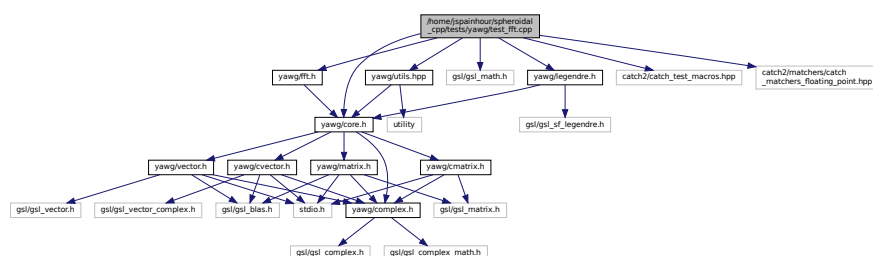 /home/jspainhour/spheroidal
_cpp/tests/yawg/test_fft.cpp
yawg/fft.h
yawg/utils.hpp
gsl/gsl_math.h
yawg/legendre.h
catch2/catch_test_macros.hpp
catch2/matchers/catch
_matchers_floating_point.hpp
yawg/core.h
utility
gsl/gsl_sf_legendre.h
yawg/vector.h
yawg/cvector.h
yawg/matrix.h
yawg/cmatrix.h
gsl/gsl_vector.h
gsl/gsl_vector_complex.h
gsl/gsl_blas.h
stdio.h
yawg/complex.h
gsl/gsl_matrix.h
gsl/gsl_complex.h
gsl/gsl_complex_math.h